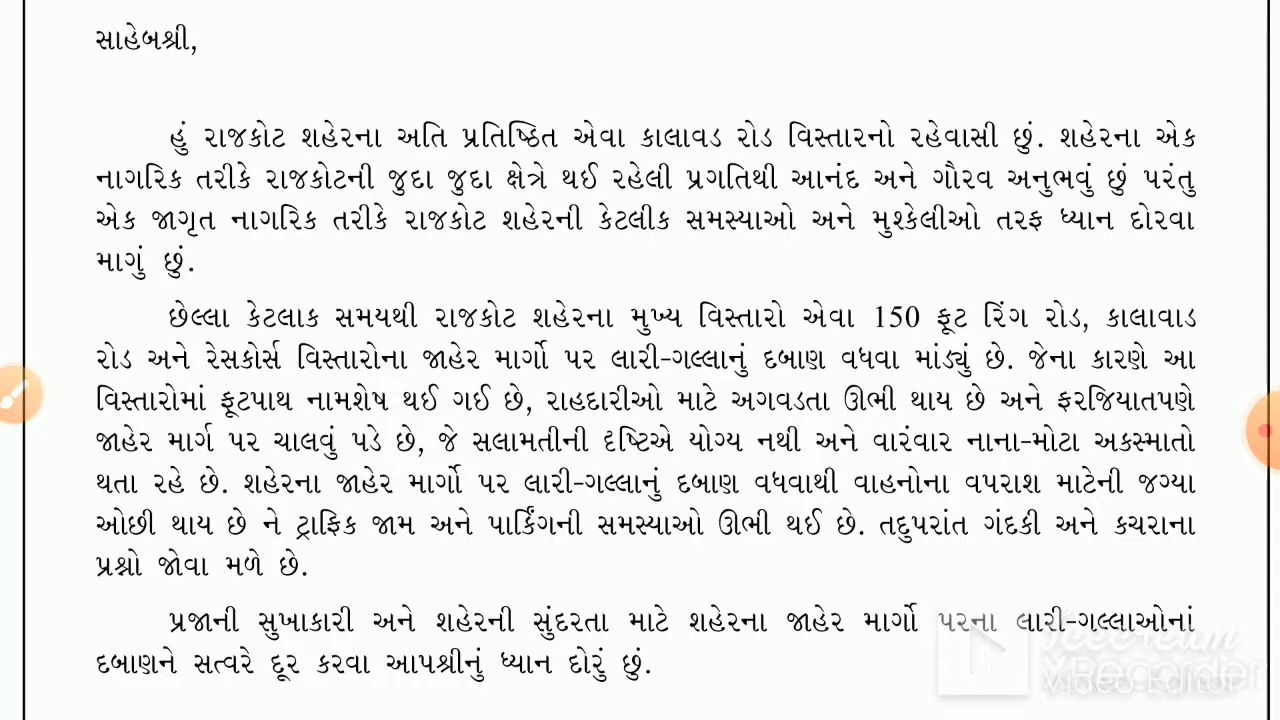 સાહેબશ્રી,
હું રાજકોટ શહેરના અતિ પ્રતિષ્ઠિત એવા કાલાવડ રોડ વિસ્તારનો રહેવાસી છું. શહેરના એક
નાગરિક તરીકે રાજકોટની જુદા જુદા ક્ષેત્રે થઈ રહેલી પ્રગતિથી આનંદ અને ગૌરવ અનુભવું છું પરંતુ
એક જાગૃત નાગરિક તરીકે રાજકોટ શહેરની કેટલીક સમસ્યાઓ અને મુશ્કેલીઓ તરફ ધ્યાન દોરવા
માગું છું.
છેલ્લા કેટલાક સમયથી રાજકોટ શહેરના મુખ્ય વિસ્તારો એવા 150 ફૂટ રિંગ રોડ, કાલાવાડ
રોડ અને રેસકોર્સ વિસ્તારોના જાહેર માર્ગો પર લારી-ગલ્લાનું દબાણ વધવા માંડ્યું છે. જેના કારણે આ
વિસ્તારોમાં ફૂટપાથ નામશેષ થઈ ગઈ છે, રાહદારીઓ માટે અગવડતા ઊભી થાય છે અને ફરજિયાતપણે
જાહેર માર્ગ પર ચાલવું પડે છે, જે સલામતીની દૃષ્ટિએ યોગ્ય નથી અને વારંવાર નાના-મોટા અકસ્માતો
થતા રહે છે. શહેરના જાહેર માર્ગો પર લારી-ગલ્લાનું દબાણ વધવાથી વાહનોના વપરાશ માટેની જગ્યા
ઓછી થાય છે ને ટ્રાફિક જામ અને પાર્કિંગની સમસ્યાઓ ઊભી થઈ છે. તદુપરાંત ગંદકી અને કચરાના
પ્રશ્નો જોવા મળે છે.
પ્રજાની સુખાકારી અને શહેરની સુંદરતા માટે શહેરના જાહેર માર્ગો પરના લારી-ગલ્લાઓનાં
દબાણને સત્વરે દૂર કરવા આપશ્રીનું ધ્યાન દોરું છું.
Video Editor